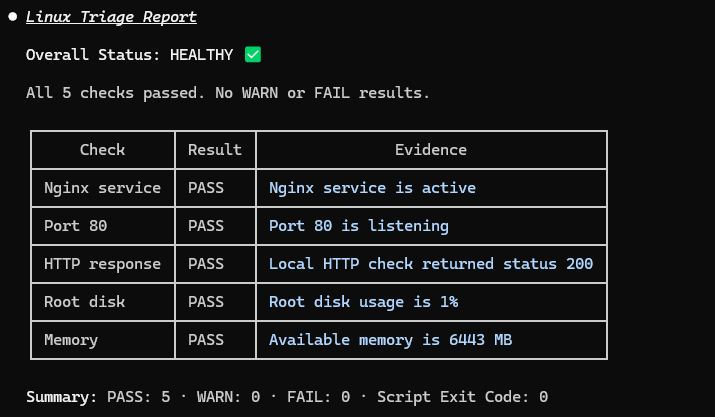 Linux Triage Report
Overall Status: HEALTHY ✅
All 5 checks passed. No WARN or FAIL results.
Check Result Evidence
Nginx service PASS Nginx service is active
Port 80 PASS Port 80 is listening
HTTP response PASS Local HTTP check returned status 200
Root disk PASS Root disk usage is 1%
Memory PASS Available memory is 6443 MB
Summary: PASS: 5 · WARN: 0 · FAIL: 0 · Script Exit Code: 0